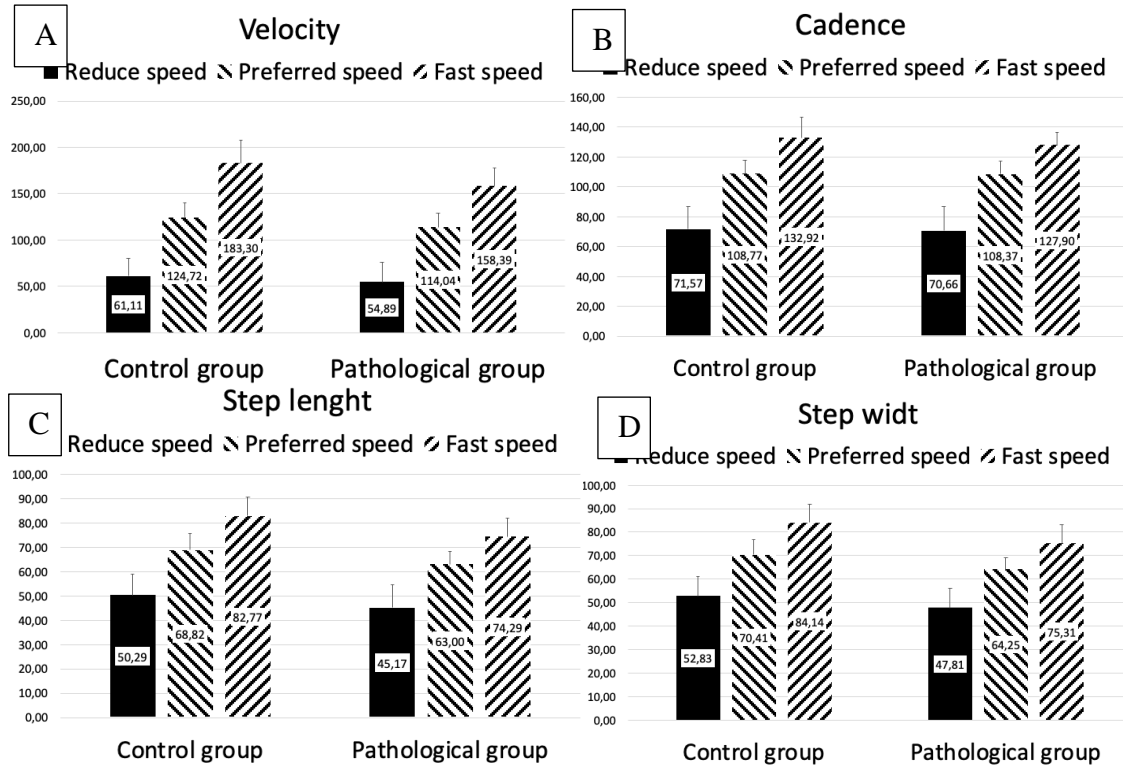 A
Velocity
Reduce speed Preferred speed Fast speed
250,00
200,00
150,00
100,00
50,00
0,00
61,11 124,72 183,30 54,89 114,04 158,39
Control group Pathological group
B
Cadence
Reduce speed Preferred speed Fast speed
160,00
140,00
120,00
100,00
80,00
60,00
40,00
20,00
0,00
71,57 108,77 132,92 70,66 108,37 127,90
Control group Pathological group
C
Step lenght
Reduce speed Preferred speed Fast speed
100,00
90,00
80,00
70,00
60,00
50,00
40,00
30,00
20,00
10,00
0,00
50,29 68,82 82,77 45,17 63,00 74,29
Control group Pathological group
D
Step widt
Reduce speed Preferred speed Fast speed
100,00
90,00
80,00
70,00
60,00
50,00
40,00
30,00
20,00
10,00
0,00
52,83 70,41 84,14 47,81 64,25 75,31
Control group Pathological group